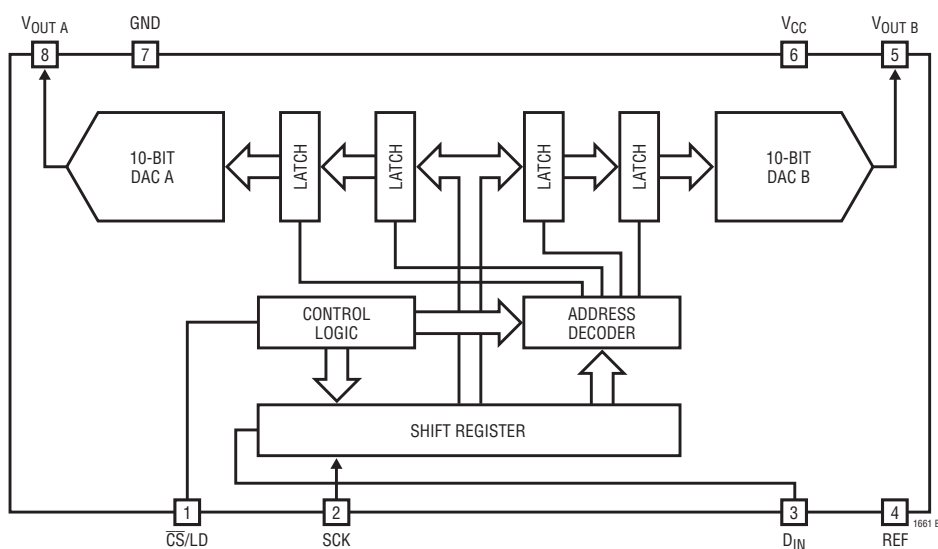 VOUT A
GND
VCC
VOUT B
8
7
6
5
10-BIT
DAC A
LATCH
LATCH
LATCH
LATCH
10-BIT
DAC B
CONTROL
LOGIC
ADDRESS
DECODER
SHIFT REGISTER
1
2
3
4
CS/LD
SCK
DIN
REF
1661 B